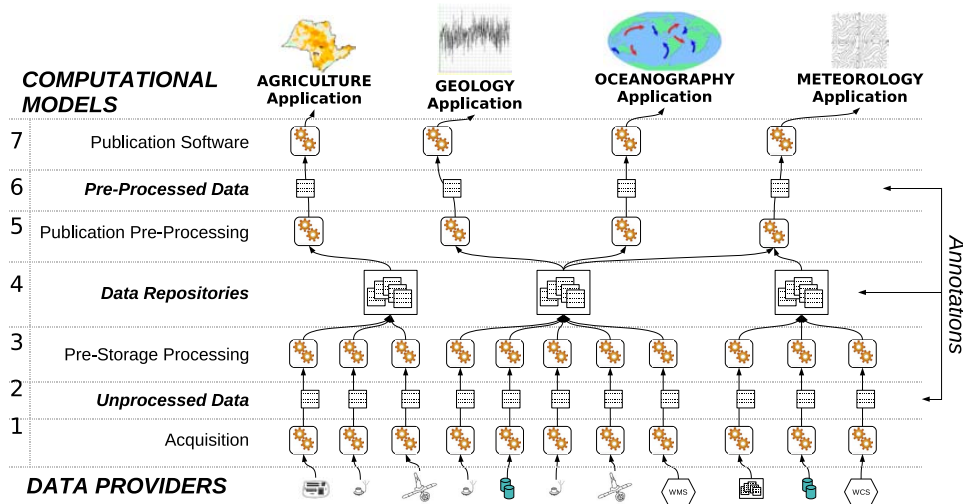 COMPUTATIONAL
MODELS
AGRICULTURE
Application
GEOLOGY
Application
OCEANOGRAPHY
Application
METEOROLOGY
Application
7
Publication Software
6
Pre-Processed Data
5
Publication Pre-Processing
4
Data Repositories
3
Pre-Storage Processing
2
Unprocessed Data
1
Acquisition
DATA PROVIDERS
WMS
WCS
Annotations